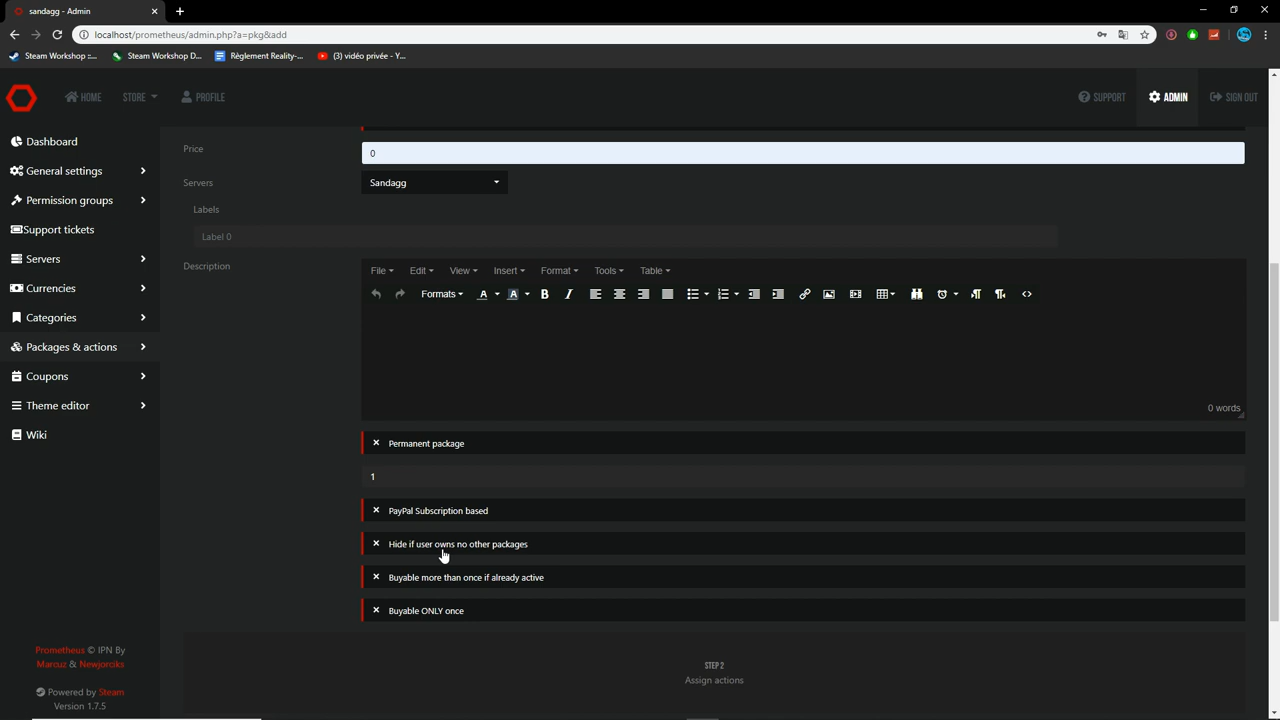 sandagg - Admin
localhost/prometheus/admin.php?a=pkg&add
Steam Workshop :... Steam Workshop D... Règlement Reality-... (3) vidéo privée - Y...
HOME STORE PROFILE SUPPORT ADMIN SIGN OUT
Dashboard
General settings
Permission groups
Support tickets
Servers
Currencies
Categories
Packages & actions
Coupons
Theme editor
Wiki
Prometheus © IPN By
Marcuz & Newjorciks
Powered by Steam
Version 1.7.5
Price
0
Servers
Sandagg
Labels
Label 0
Description
File Edit View Insert Format Tools Table
Formats A A B I
0 words
Permanent package
1
PayPal Subscription based
Hide if user owns no other packages
Buyable more than once if already active
Buyable ONLY once
STEP 2
Assign actions